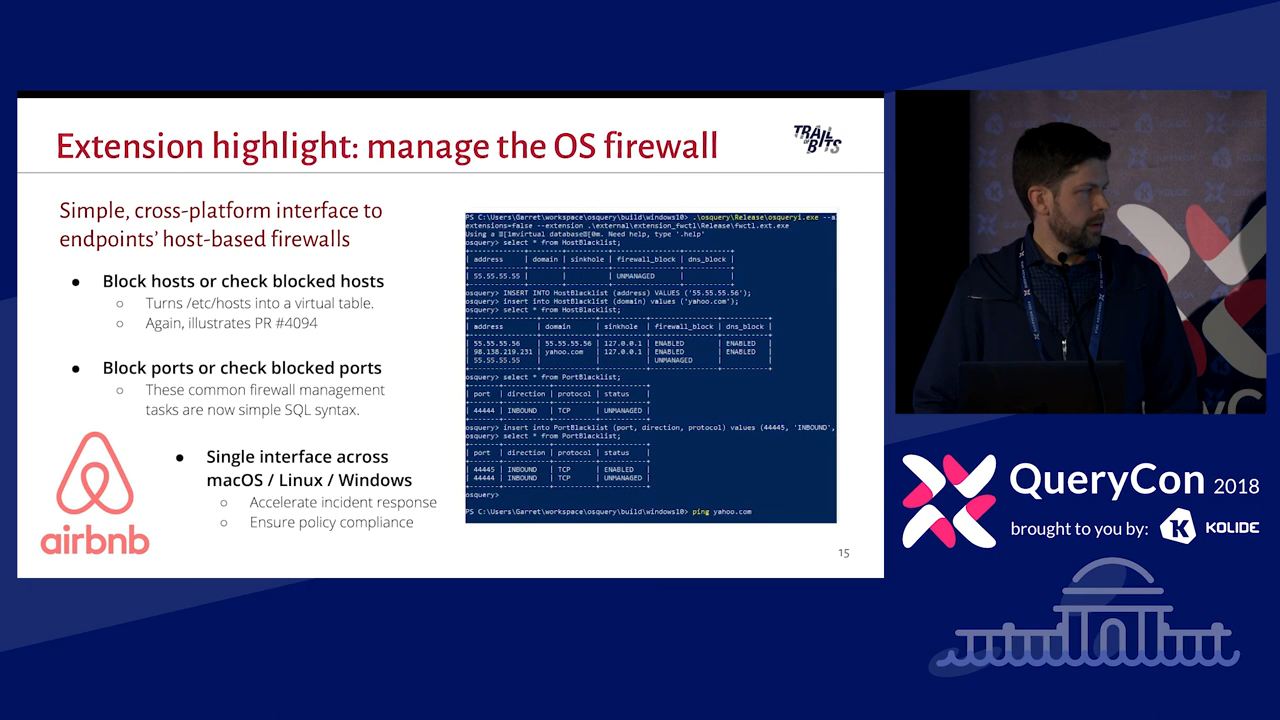 Extension highlight: manage the OS firewall
TRAIL OF BITS
Simple, cross-platform interface to
endpoints' host-based firewalls
● Block hosts or check blocked hosts
○ Turns /etc/hosts into a virtual table.
○ Again, illustrates PR #4094
● Block ports or check blocked ports
○ These common firewall management
tasks are now simple SQL syntax.
● Single interface across
macOS / Linux / Windows
○ Accelerate incident response
○ Ensure policy compliance
airbnb
PS C:\Users\Garret\workspace\osquery\build\windows10> .\osquery\Release\osqueryi.exe --a
extensions=false --extension .\external\extension_fwctl\Release\fwctl.ext.exe
Using a [1mvirtual database[0m. Need help, type '.help'
osquery> select * from HostBlacklist;
| address | domain | sinkhole | firewall_block | dns_block |
| 55.55.55.55 | | | UNMANAGED | |
osquery> INSERT INTO HostBlacklist (address) VALUES ('55.55.55.56');
osquery> insert into HostBlacklist (domain) values ('yahoo.com');
osquery> select * from HostBlacklist;
| address | domain | sinkhole | firewall_block | dns_block |
| 55.55.55.56 | 55.55.55.56 | 127.0.0.1 | ENABLED | ENABLED |
| 98.138.219.231 | yahoo.com | 127.0.0.1 | ENABLED | ENABLED |
| 55.55.55.55 | | | UNMANAGED | |
osquery> select * from PortBlacklist;
| port | direction | protocol | status |
| 44444 | INBOUND | TCP | UNMANAGED |
osquery> insert into PortBlacklist (port, direction, protocol) values (44445, 'INBOUND',
osquery> select * from PortBlacklist;
| port | direction | protocol | status |
| 44445 | INBOUND | TCP | ENABLED |
| 44444 | INBOUND | TCP | UNMANAGED |
osquery>
PS C:\Users\Garret\workspace\osquery\build\windows10> ping yahoo.com
15
QueryCon 2018
brought to you by: K KOLIDE